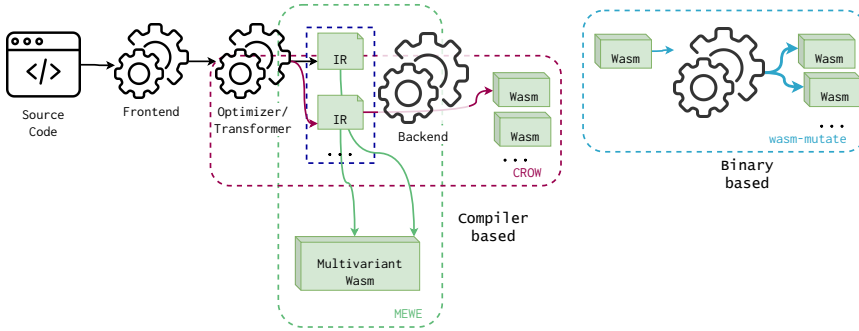 </>
Source
Code
Frontend
Optimizer/
Transformer
IR
IR
...
Backend
Wasm
Wasm
...
CROW
Multivariant
Wasm
MEWE
Compiler
based
Wasm
Wasm
Wasm
...
wasm-mutate
Binary
based